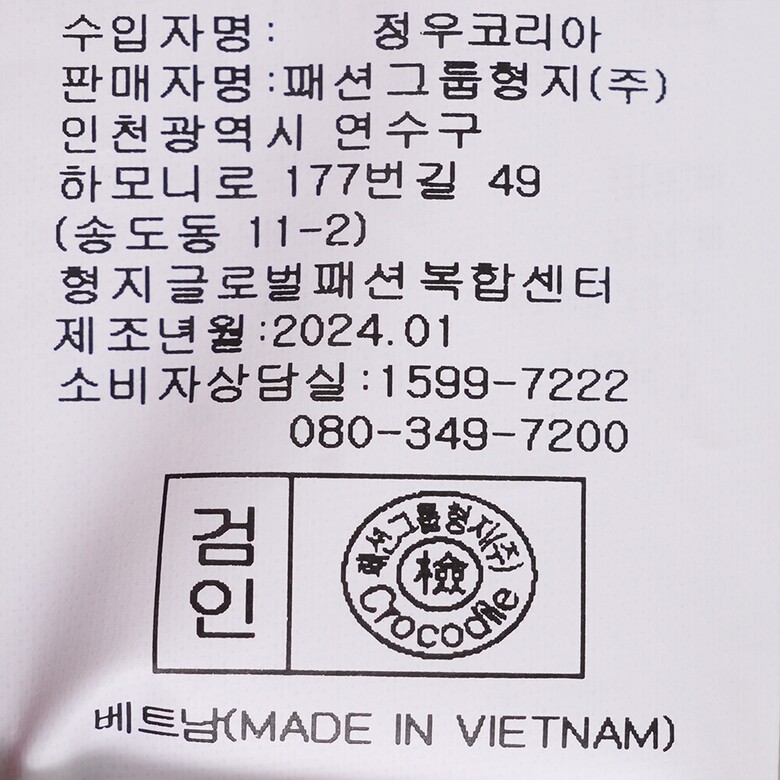 수입자명: 정우코리아
판매자명:패션그룹형지(주)
인천광역시 연수구
하모니로 177번길 49
(송도동 11-2)
형지글로벌패션복합센터
제조년월:2024.01
소비자상담실:1599-7222
080-349-7200
검인
패션그룹형지(주)
檢
Crocodile
베트남(MADE IN VIETNAM)